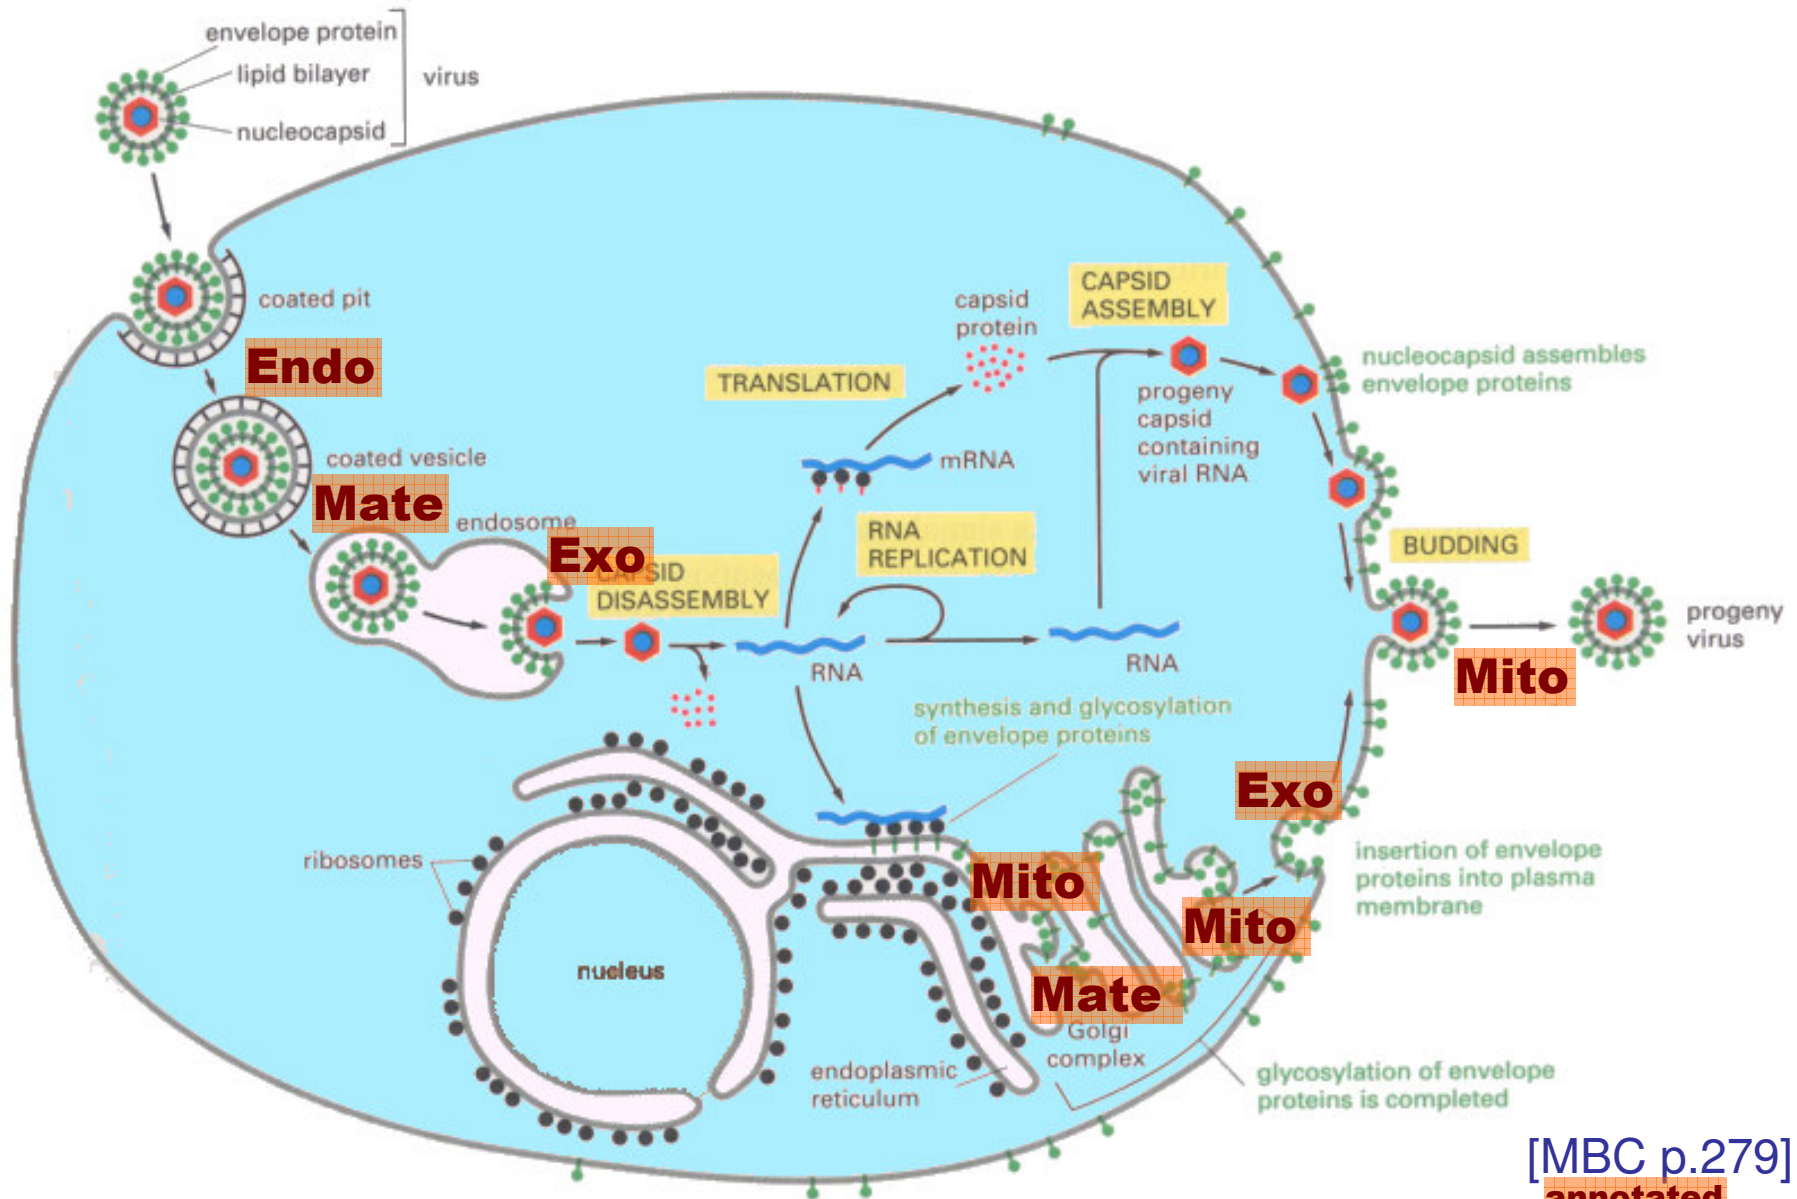 envelope protein
lipid bilayer
nucleocapsid
virus
coated pit
Endo
coated vesicle
Mate
endosome
Exo
CAPSID
DISASSEMBLY
TRANSLATION
capsid
protein
CAPSID
ASSEMBLY
mRNA
RNA
REPLICATION
RNA
RNA
progeny
capsid
containing
viral RNA
nucleocapsid assembles
envelope proteins
BUDDING
progeny
virus
Mito
synthesis and glycosylation
of envelope proteins
Exo
insertion of envelope
proteins into plasma
membrane
ribosomes
Mito
Mito
Mate
nucleus
Golgi
complex
endoplasmic
reticulum
glycosylation of envelope
proteins is completed
[MBC p.279]
annotated